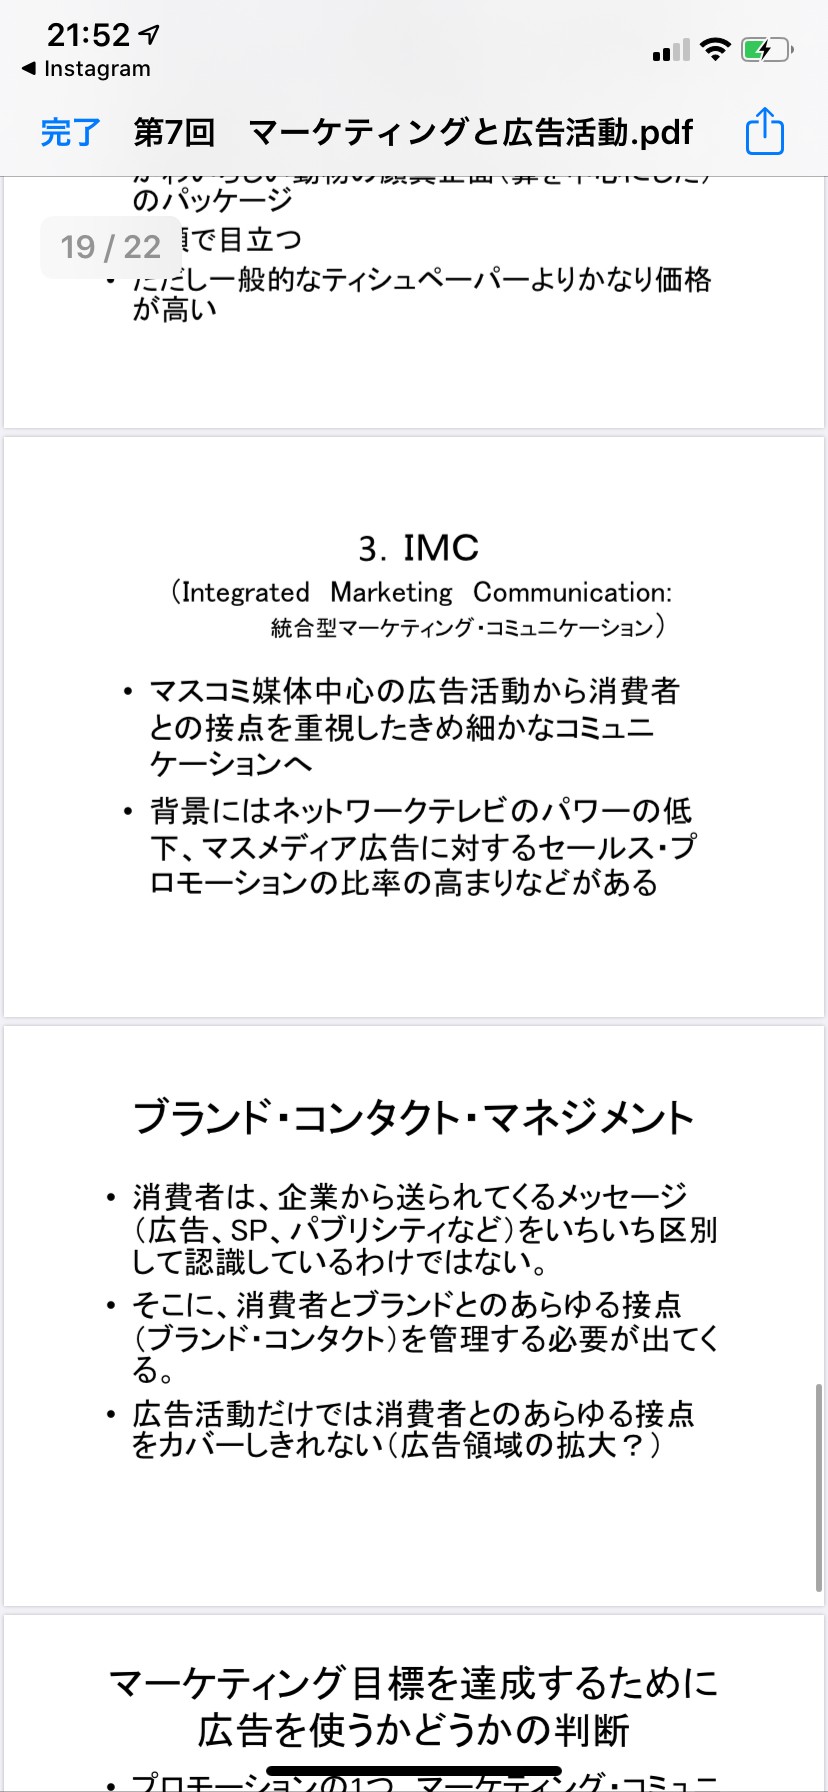 21:52
◀ Instagram
完了 第7回 マーケティングと広告活動.pdf
のパッケージ
19 / 22
で目立つ
• ただし一般的なティシュペーパーよりかなり価格
が高い
3. IMC
(Integrated Marketing Communication:
統合型マーケティング・コミュニケーション)
• マスコミ媒体中心の広告活動から消費者
との接点を重視したきめ細かなコミュニ
ケーションへ
• 背景にはネットワークテレビのパワーの低
下、マスメディア広告に対するセールス・プ
ロモーションの比率の高まりなどがある
ブランド・コンタクト・マネジメント
• 消費者は、企業から送られてくるメッセージ
(広告、SP、パブリシティなど)をいちいち区別
して認識しているわけではない。
• そこに、消費者とブランドとのあらゆる接点
(ブランド・コンタクト)を管理する必要が出てく
る。
• 広告活動だけでは消費者とのあらゆる接点
をカバーしきれない(広告領域の拡大?)
マーケティング目標を達成するために
広告を使うかどうかの判断
• プロモーションの1つ マーケティング・コミュニ